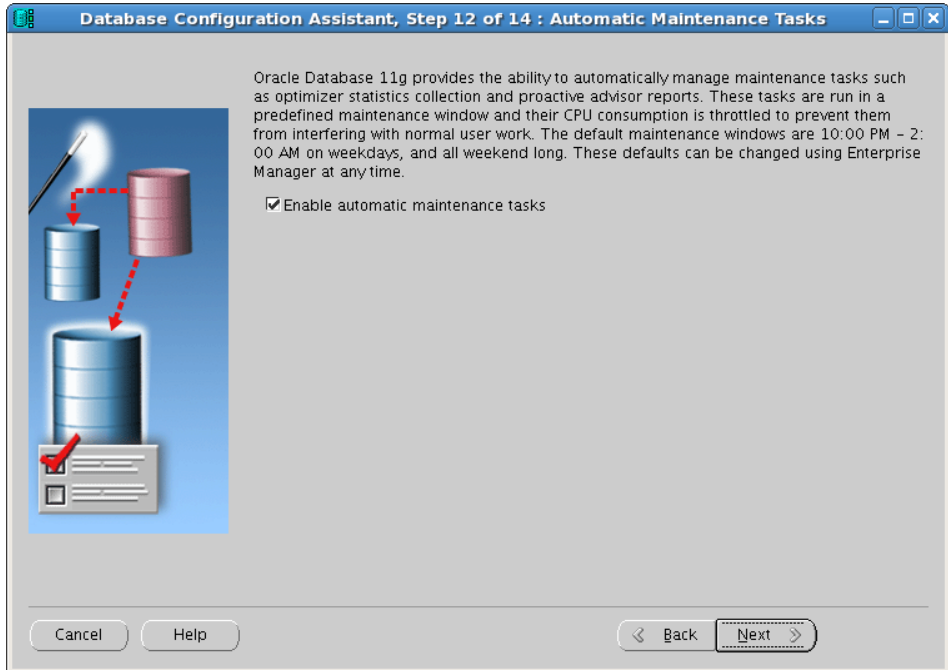 Database Configuration Assistant, Step 12 of 14 : Automatic Maintenance Tasks
Oracle Database 11g provides the ability to automatically manage maintenance tasks such
as optimizer statistics collection and proactive advisor reports. These tasks are run in a
predefined maintenance window and their CPU consumption is throttled to prevent them
from interfering with normal user work. The default maintenance windows are 10:00 PM – 2:
00 AM on weekdays, and all weekend long. These defaults can be changed using Enterprise
Manager at any time.
Enable automatic maintenance tasks
Cancel Help Back Next